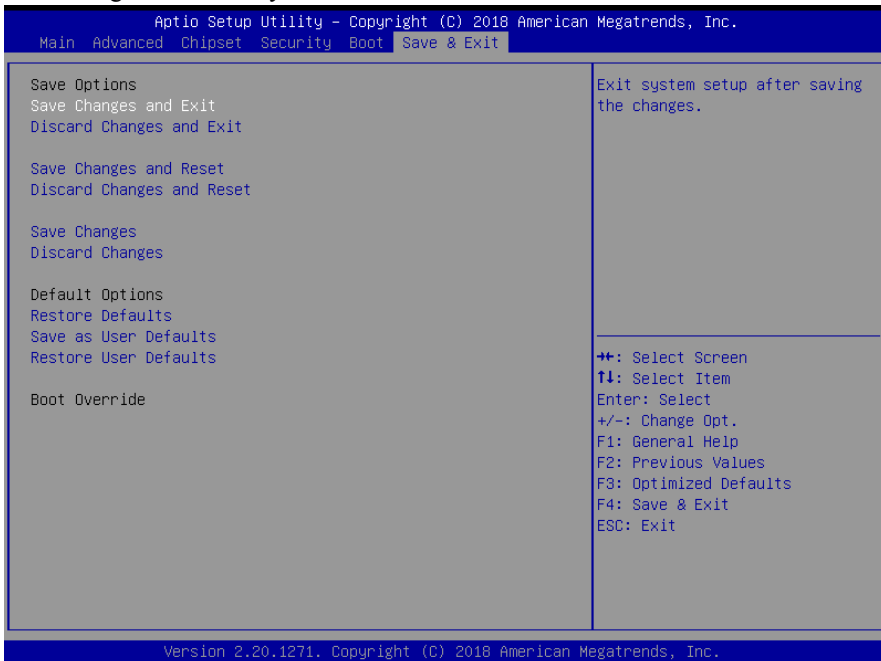 Aptio Setup Utility – Copyright (C) 2018 American Megatrends, Inc.
Main Advanced Chipset Security Boot Save & Exit
Save Options
Save Changes and Exit
Discard Changes and Exit
Save Changes and Reset
Discard Changes and Reset
Save Changes
Discard Changes
Default Options
Restore Defaults
Save as User Defaults
Restore User Defaults
Boot Override
Exit system setup after saving
the changes.
→←: Select Screen
↑↓: Select Item
Enter: Select
+/-: Change Opt.
F1: General Help
F2: Previous Values
F3: Optimized Defaults
F4: Save & Exit
ESC: Exit
Version 2.20.1271. Copyright (C) 2018 American Megatrends, Inc.